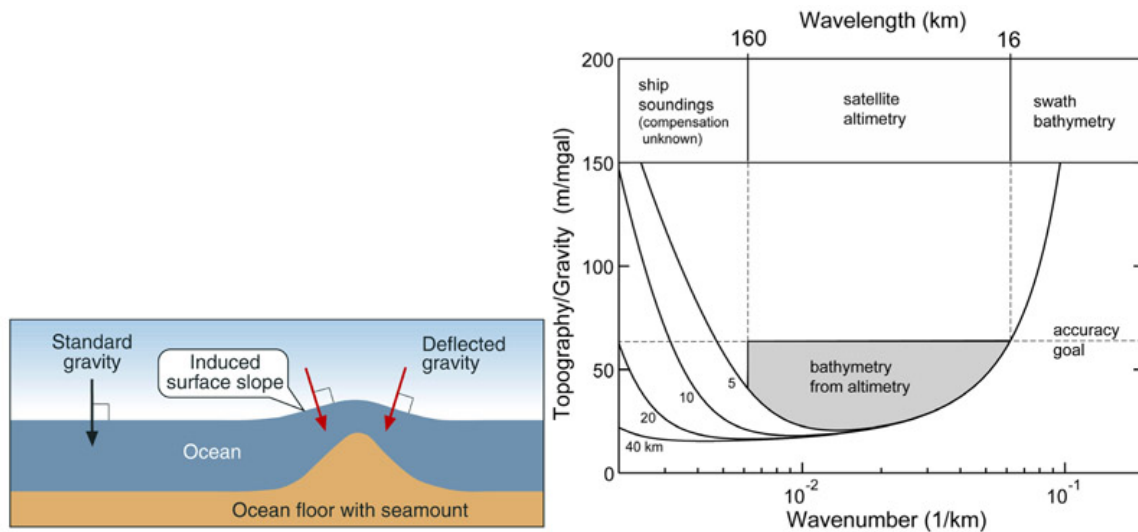 Standard
gravity
Induced
surface slope
Deflected
gravity
Ocean
Ocean floor with seamount
Wavelength (km)
160
16
200
150
100
50
0
Topography/Gravity (m/mgal)
ship
soundings
(compensation
unknown)
satellite
altimetry
swath
bathymetry
accuracy
goal
bathymetry
from altimetry
5
10
20
40 km
10-2
10-1
Wavenumber (1/km)